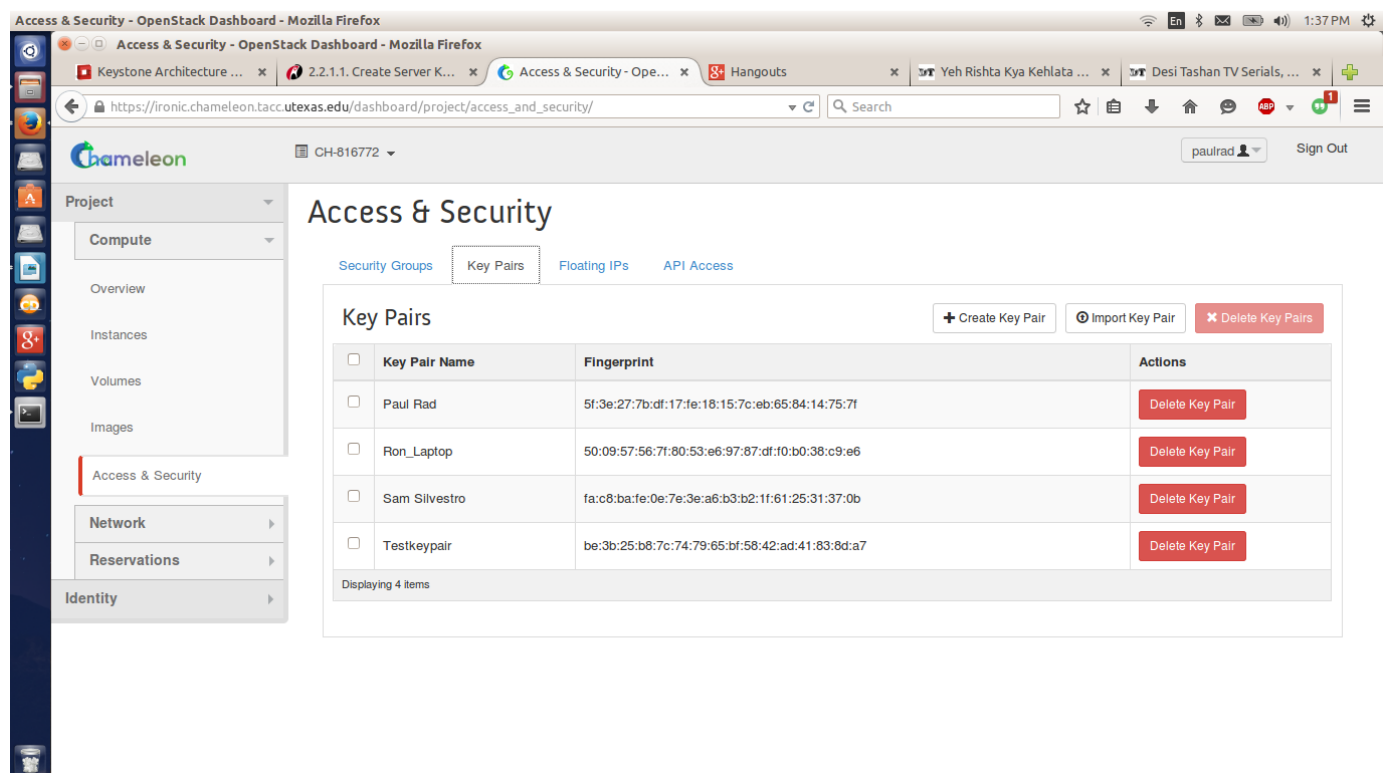 Access & Security - OpenStack Dashboard - Mozilla Firefox
En
1:37 PM
Access & Security - OpenStack Dashboard - Mozilla Firefox
Keystone Architecture ...
2.2.1.1. Create Server K...
Access & Security - Ope...
Hangouts
Yeh Rishta Kya Kehlata ...
Desi Tashan TV Serials, ...
https://ironic.chameleon.tacc.utexas.edu/dashboard/project/access_and_security/
Search
ABP
1
Chameleon
CH-816772
paulrad
Sign Out
Project
Compute
Overview
Instances
Volumes
Images
Access & Security
Network
Reservations
Identity
Access & Security
Security Groups Key Pairs Floating IPs API Access
Key Pairs
Create Key Pair
Import Key Pair
Delete Key Pairs
Key Pair Name Fingerprint Actions
Paul Rad 5f:3e:27:7b:df:17:fe:18:15:7c:eb:65:84:14:75:7f Delete Key Pair
Ron_Laptop 50:09:57:56:7f:80:53:e6:97:87:df:f0:b0:38:c9:e6 Delete Key Pair
Sam Silvestro fa:c8:ba:fe:0e:7e:3e:a6:b3:b2:1f:61:25:31:37:0b Delete Key Pair
Testkeypair be:3b:25:b8:7c:74:79:65:bf:58:42:ad:41:83:8d:a7 Delete Key Pair
Displaying 4 items